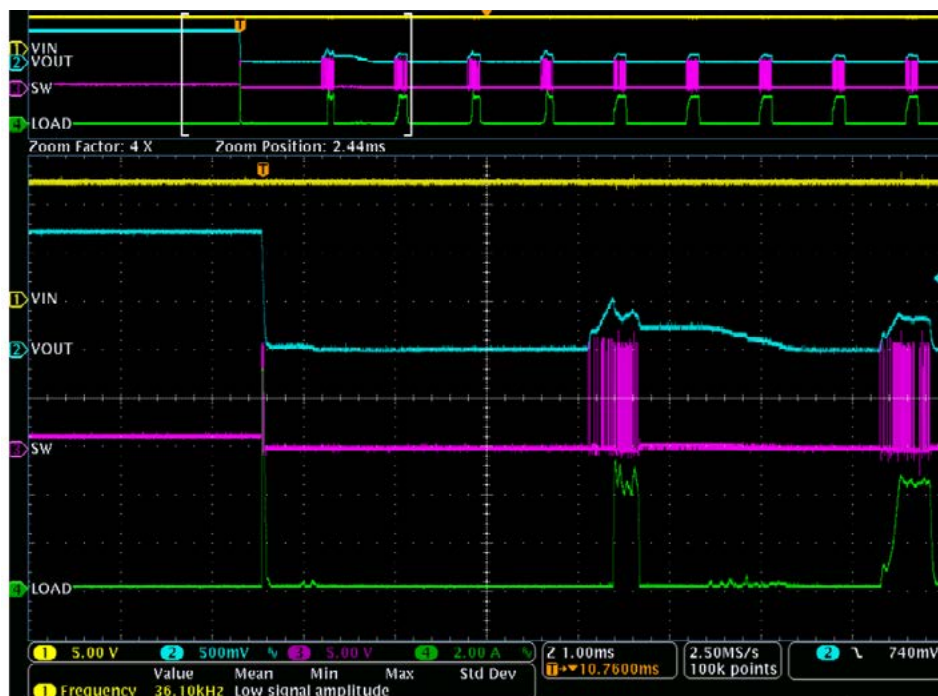 T
1 VIN
2 VOUT
3 SW
4 LOAD
Zoom Factor: 4 X Zoom Position: 2.44ms
T
1 VIN
2 VOUT
3 SW
4 LOAD
1 5.00 V 2 500mV 3 5.00 V 4 2.00 A Z 1.00ms 2.50MS/s 2 740mV
T 10.7600ms 100k points
Value Mean Min Max Std Dev
1 Frequency 36.10kHz Low signal amplitude